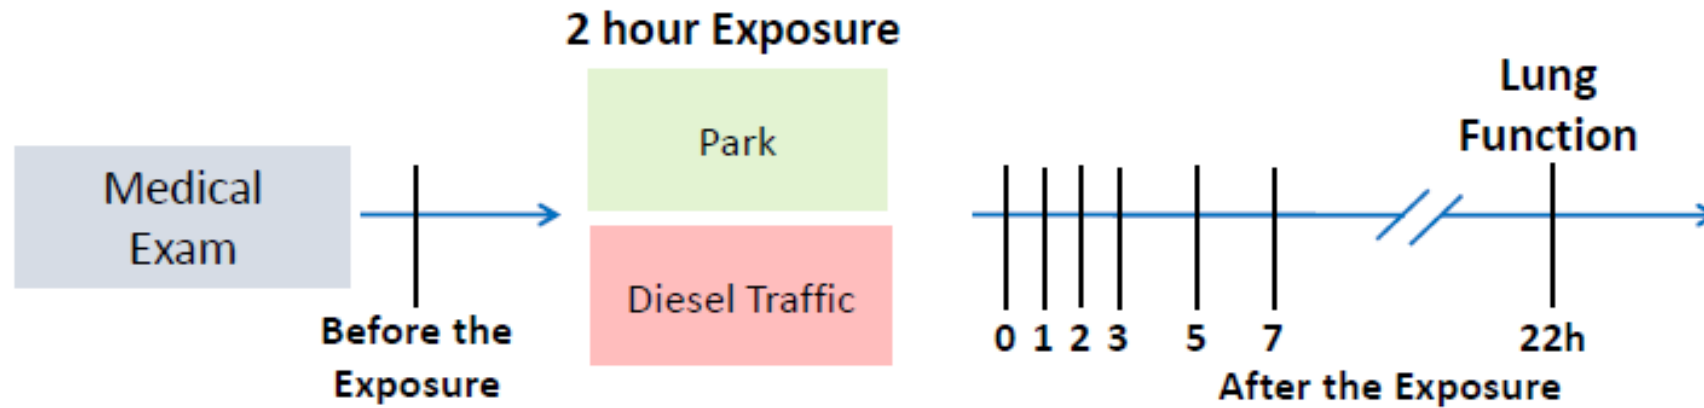 2 hour Exposure
Medical
Exam
Before the
Exposure
Park
Diesel Traffic
Lung
Function
0 1 2 3 5 7 22h
After the Exposure